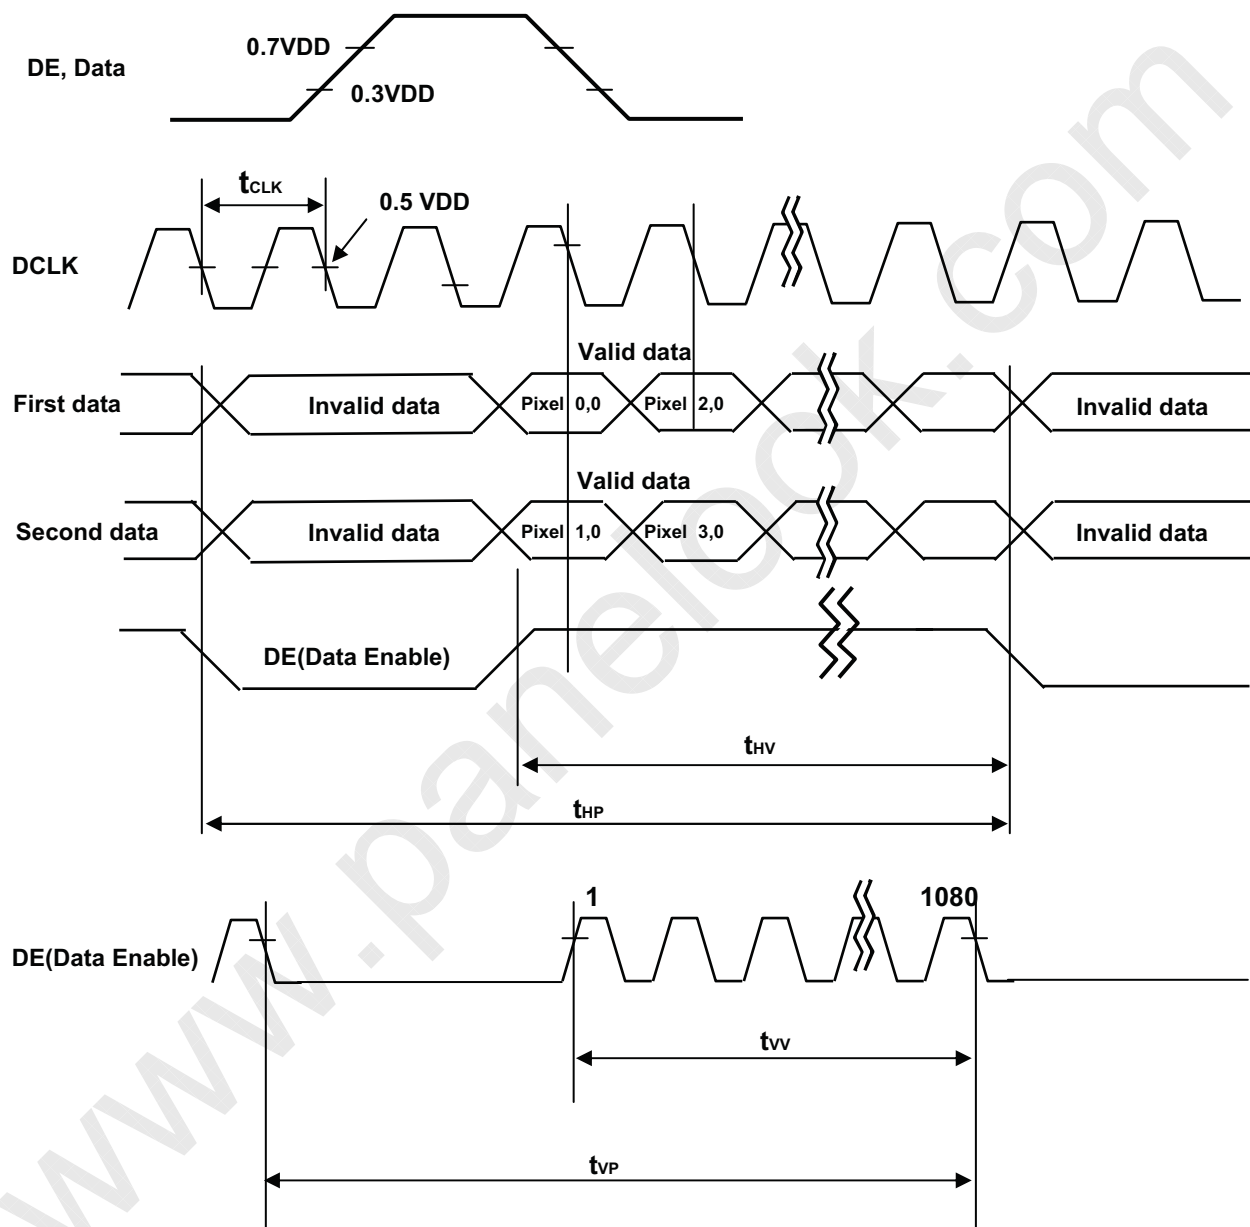 0.7VDD
DE, Data
0.3VDD
tCLK
0.5 VDD
DCLK
Valid data
First data
Invalid data
Pixel 0,0
Pixel 2,0
Invalid data
Valid data
Second data
Invalid data
Pixel 1,0
Pixel 3,0
Invalid data
DE(Data Enable)
tHV
tHP
1
1080
DE(Data Enable)
tVV
tVP
www.panelook.com